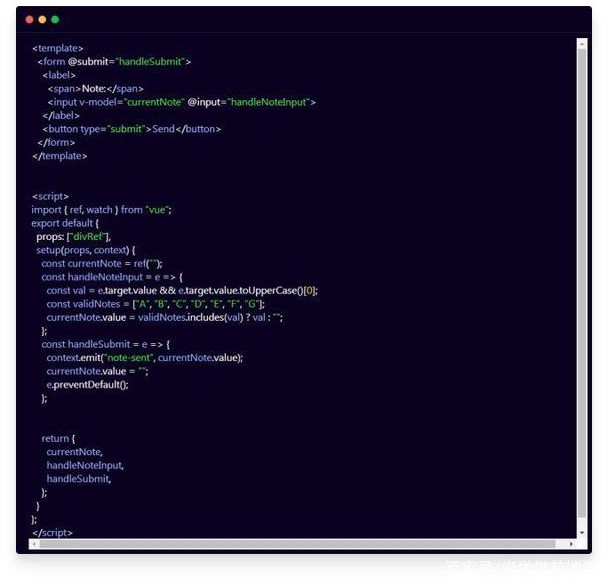 <template>
<form @submit="handleSubmit">
<label>
<span>Note:</span>
<input v-model="currentNote" @input="handleNoteInput">
</label>
<button type="submit">Send</button>
</form>
</template>
<script>
import { ref, watch } from "vue";
export default {
props: ["divRef"],
setup(props, context) {
const currentNote = ref("");
const handleNoteInput = e => {
const val = e.target.value && e.target.value.toUpperCase()[0];
const validNotes = ["A", "B", "C", "D", "E", "F", "G"];
currentNote.value = validNotes.includes(val) ? val : "";
};
const handleSubmit = e => {
context.emit("note-sent", currentNote.value);
currentNote.value = "";
e.preventDefault();
};
return {
currentNote,
handleNoteInput,
handleSubmit,
};
}
};
</script>